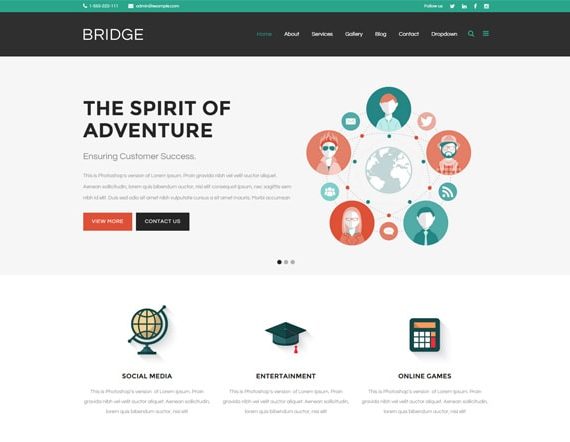 1-553-223-111 admin@example.com Follow us:
BRIDGE
Home About Services Gallery Blog Contact Dropdown
THE SPIRIT OF
ADVENTURE
Ensuring Customer Success.
This is Photoshop's version of Lorem Ipsum. Proin gravida nibh vel velit auctor aliquet.
Aenean sollicitudin, lorem quis bibendum auctor, nisi elit consequat ipsum, nec sagittis sem
nibh id elit. Duis sed odio sit amet nibh vulputate cursus a sit amet mauris. Morbi accumsan
VIEW MORE CONTACT US
SOCIAL MEDIA
This is Photoshop's version of Lorem Ipsum. Proin
gravida nibh vel velit auctor aliquet. Aenean sollicitudin,
lorem quis bibendum auctor, nisi elit
ENTERTAINMENT
This is Photoshop's version of Lorem Ipsum. Proin
gravida nibh vel velit auctor aliquet. Aenean sollicitudin,
lorem quis bibendum auctor, nisi elit
ONLINE GAMES
This is Photoshop's version of Lorem Ipsum. Proin
gravida nibh vel velit auctor aliquet. Aenean sollicitudin,
lorem quis bibendum auctor, nisi elit